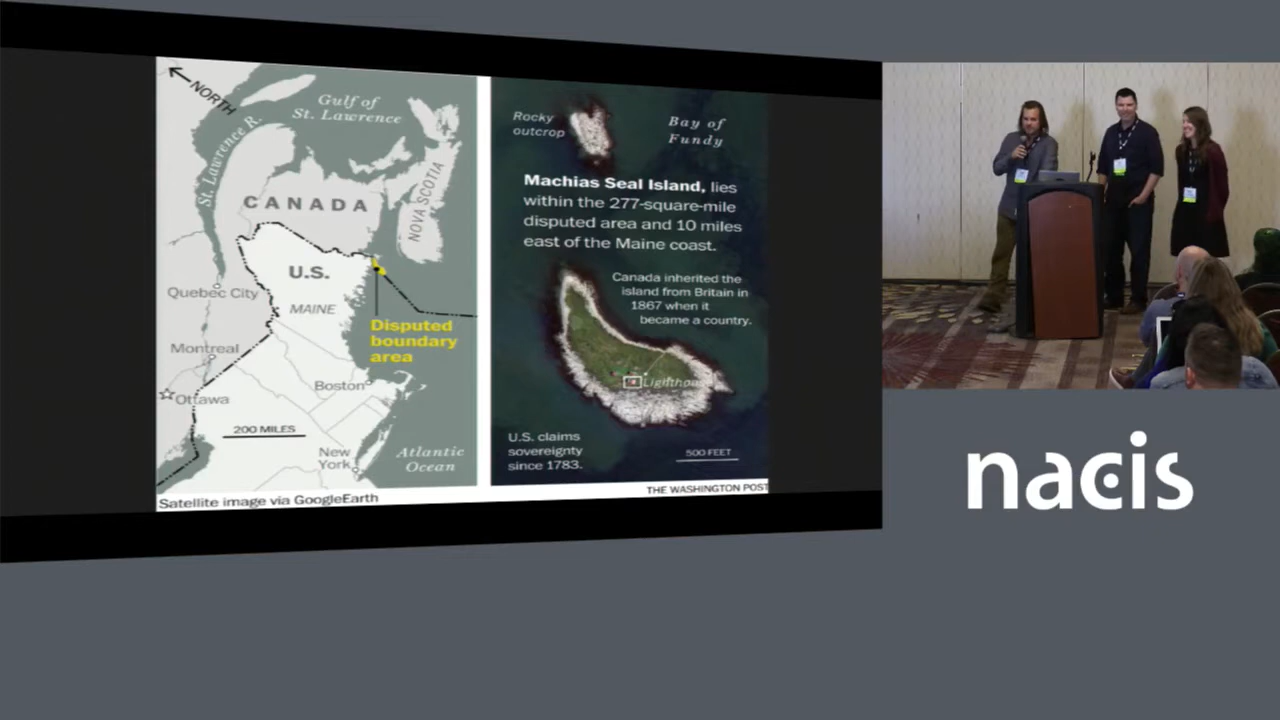 NORTH
Gulf of
St. Lawrence
St. Lawrence R.
CANADA
NOVA SCOTIA
U.S.
MAINE
Quebec City
Disputed
boundary
area
Montreal
Boston
Ottawa
200 MILES
New
York
Atlantic
Ocean
Satellite image via GoogleEarth
Rocky
outcrop
Bay of
Fundy
Machias Seal Island, lies
within the 277-square-mile
disputed area and 10 miles
east of the Maine coast.
Canada inherited the
island from Britain in
1867 when it
became a country.
Lighthouse
U.S. claims
sovereignty
since 1783.
500 FEET
THE WASHINGTON POST
nacis